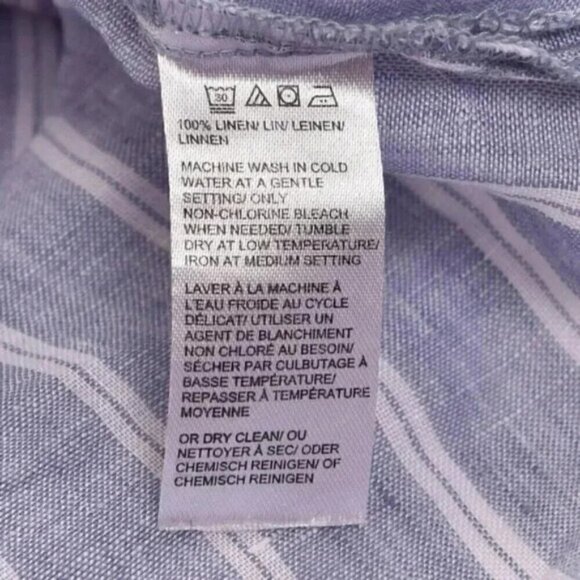 30
100% LINEN/ LIN/ LEINEN/
LINNEN
MACHINE WASH IN COLD
WATER AT A GENTLE
SETTING/ ONLY
NON-CHLORINE BLEACH
WHEN NEEDED/ TUMBLE
DRY AT LOW TEMPERATURE/
IRON AT MEDIUM SETTING
LAVER À LA MACHINE À
L'EAU FROIDE AU CYCLE
DÉLICAT/ UTILISER UN
AGENT DE BLANCHIMENT
NON CHLORÉ AU BESOIN/
SÉCHER PAR CULBUTAGE À
BASSE TEMPÉRATURE/
REPASSER À TEMPÉRATURE
MOYENNE
OR DRY CLEAN/ OU
NETTOYER À SEC/ ODER
CHEMISCH REINIGEN/ OF
CHEMISCH REINIGEN